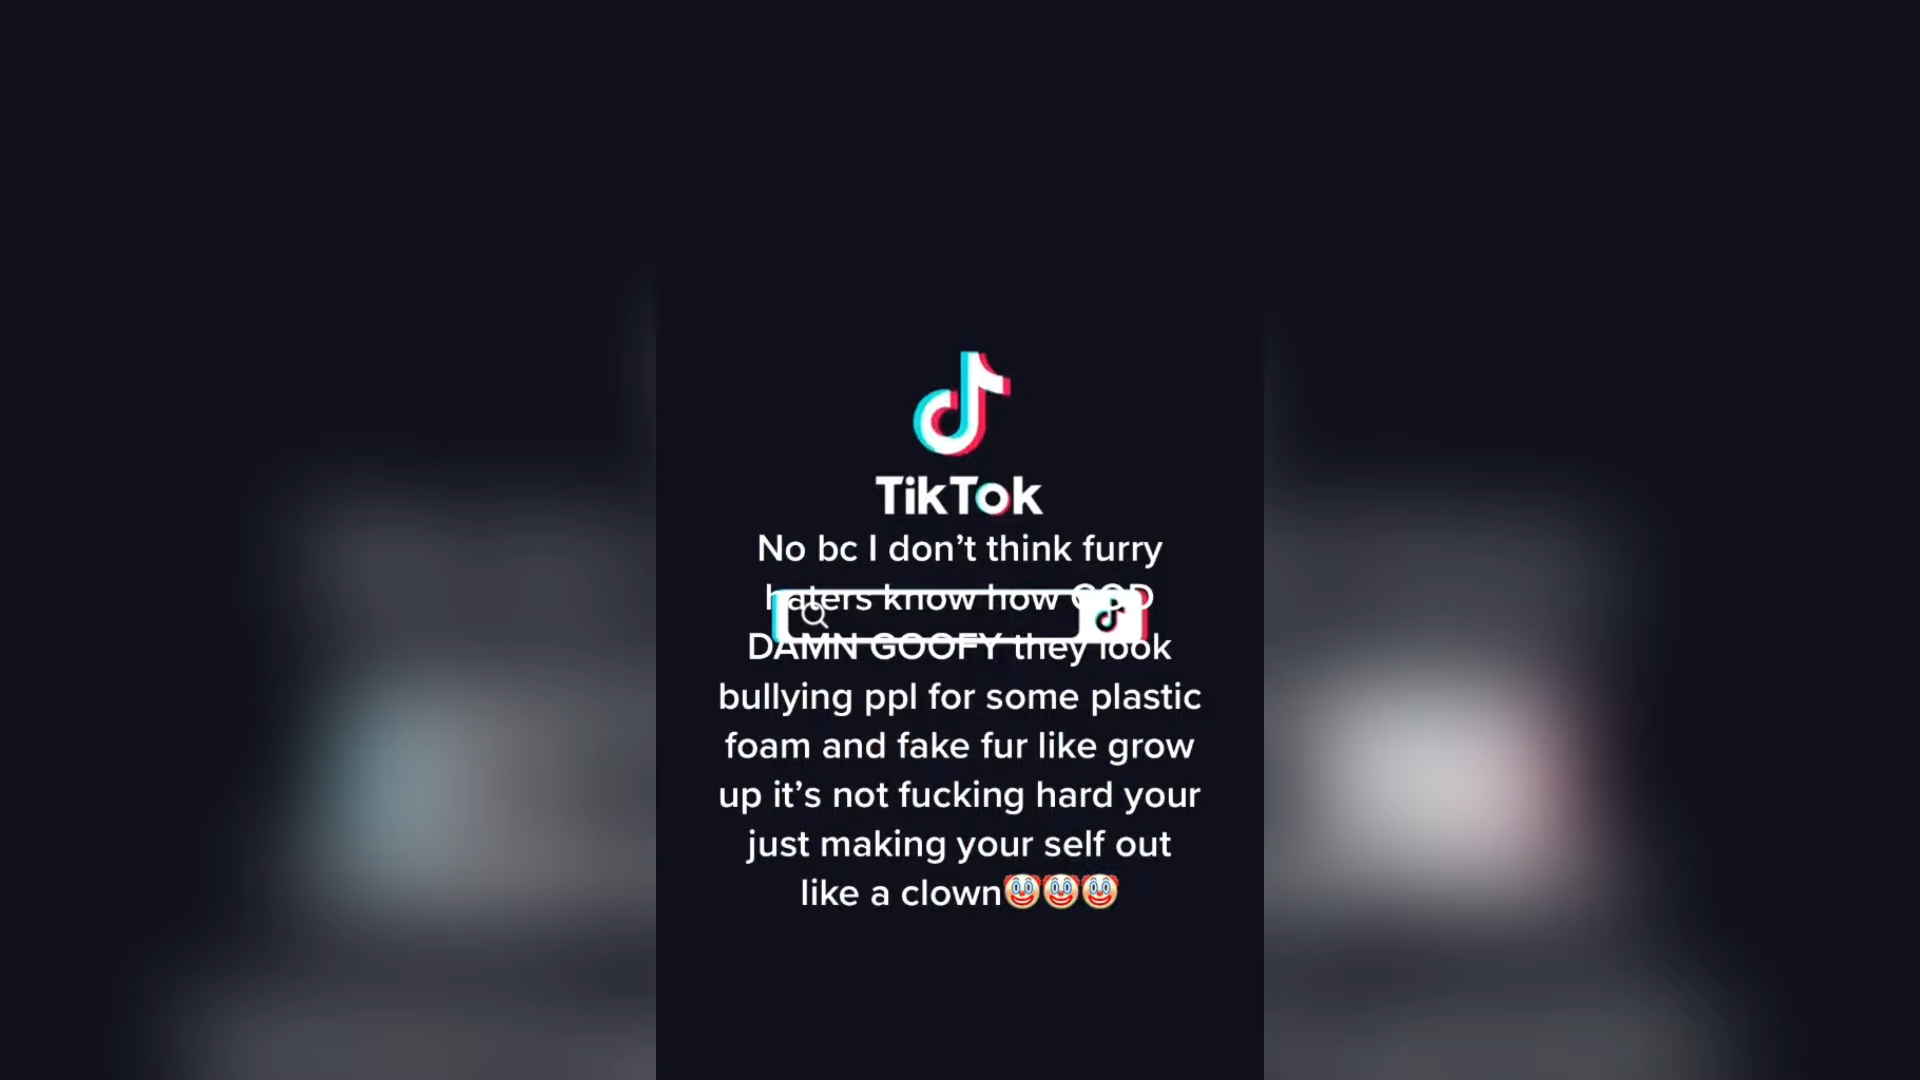 TikTok
No bc I don’t think furry
haters know how GOD
DAMN GOOFY they look
bullying ppl for some plastic
foam and fake fur like grow
up it’s not fucking hard your
just making your self out
like a clown🤡🤡🤡